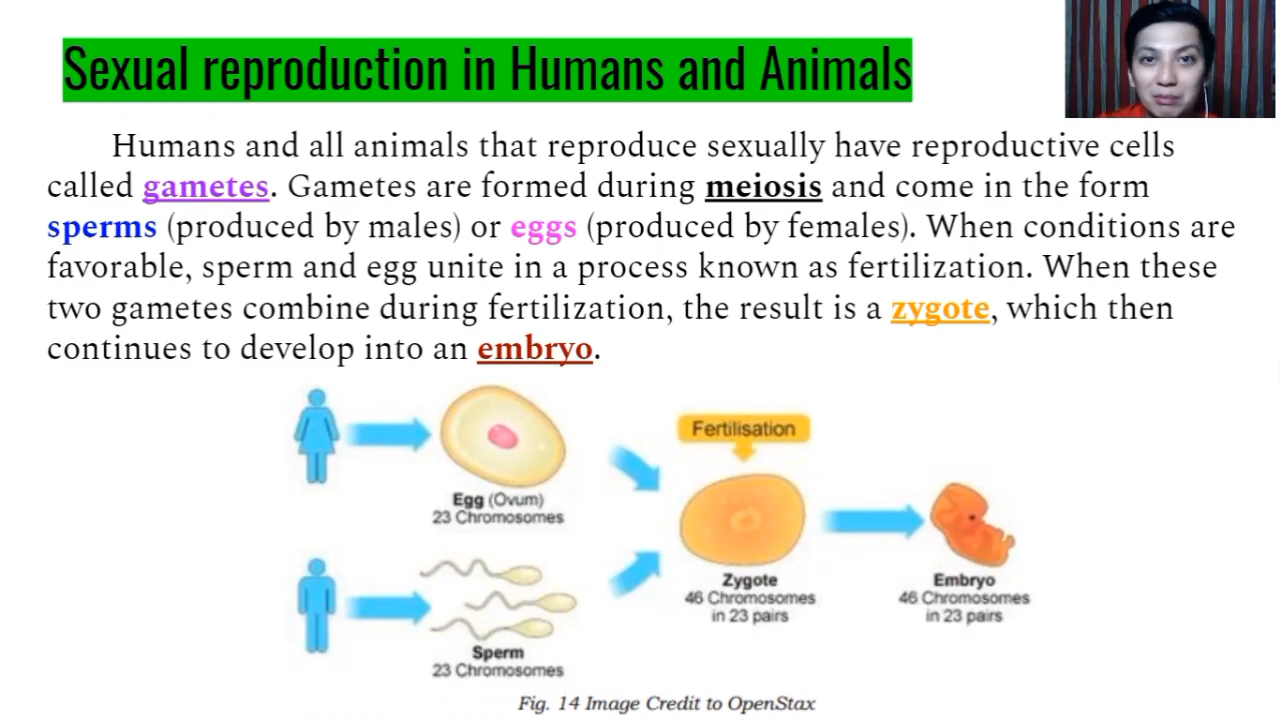 Sexual reproduction in Humans and Animals
Humans and all animals that reproduce sexually have reproductive cells
called gametes. Gametes are formed during meiosis and come in the form
sperms (produced by males) or eggs (produced by females). When conditions are
favorable, sperm and egg unite in a process known as fertilization. When these
two gametes combine during fertilization, the result is a zygote, which then
continues to develop into an embryo.
Egg (Ovum)
23 Chromosomes
Sperm
23 Chromosomes
Fertilisation
Zygote
46 Chromosomes
in 23 pairs
Embryo
46 Chromosomes
in 23 pairs
Fig. 14 Image Credit to OpenStax